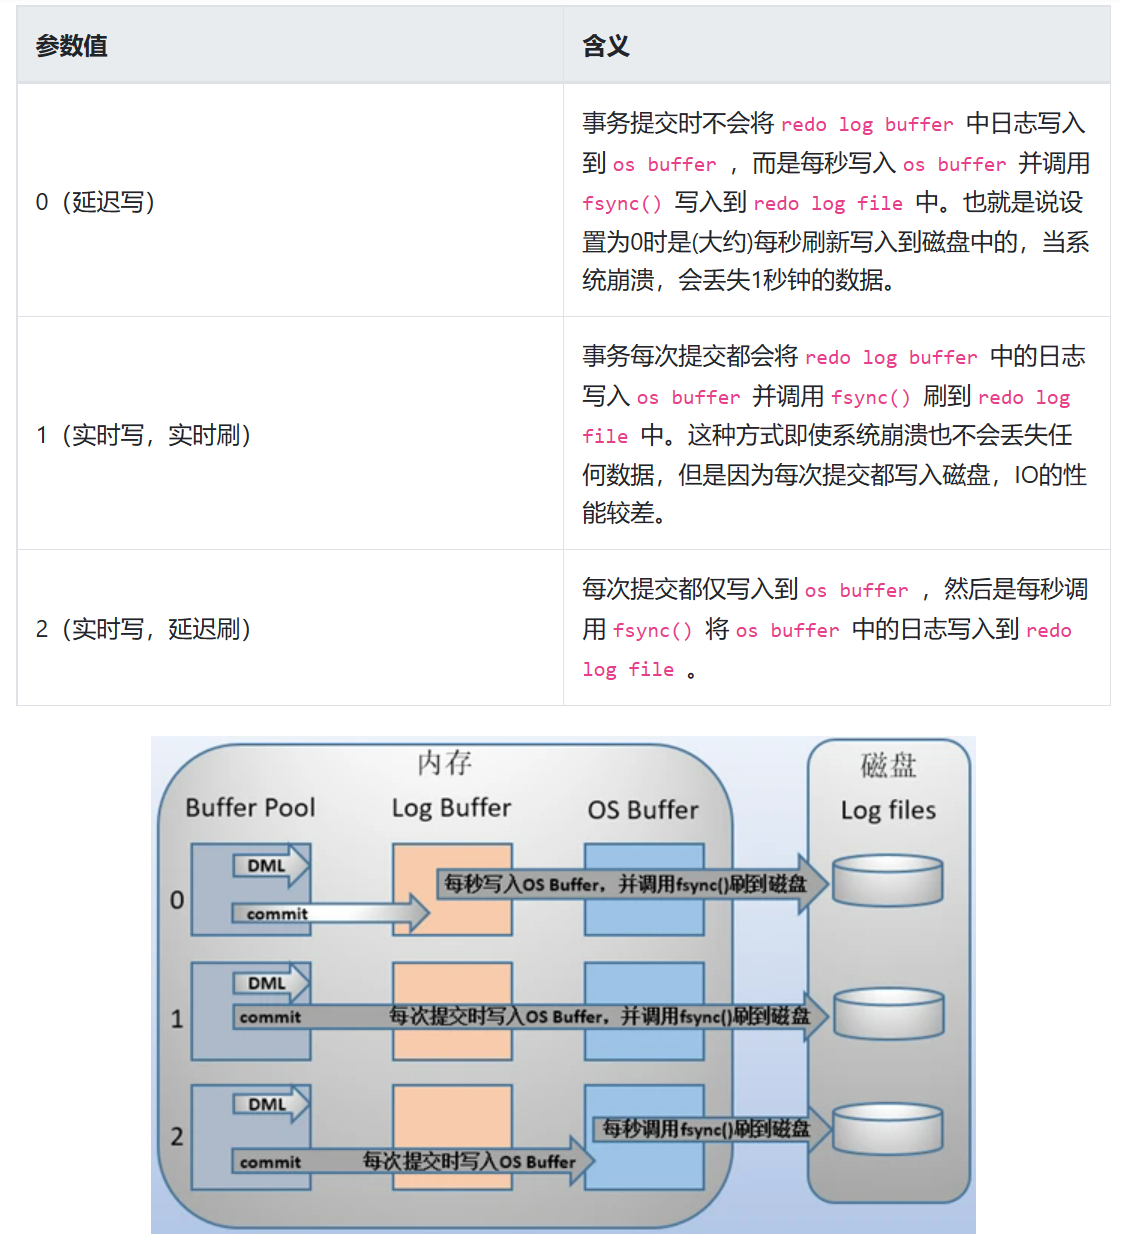 参数值
含义
0（延迟写）
事务提交时不会将 redo log buffer 中日志写入
到 os buffer ，而是每秒写入 os buffer 并调用
fsync() 写入到 redo log file 中。也就是说设
置为0时是(大约)每秒刷新写入到磁盘中的，当系
统崩溃，会丢失1秒钟的数据。
1（实时写，实时刷）
事务每次提交都会将 redo log buffer 中的日志
写入 os buffer 并调用 fsync() 刷到 redo log
file 中。这种方式即使系统崩溃也不会丢失任
何数据，但是因为每次提交都写入磁盘，IO的性
能较差。
2（实时写，延迟刷）
每次提交都仅写入到 os buffer ，然后是每秒调
用 fsync() 将 os buffer 中的日志写入到 redo
log file 。
内存
磁盘
Buffer Pool
Log Buffer
OS Buffer
Log files
0
DML
每秒写入OS Buffer，并调用fsync()刷到磁盘
commit
1
DML
commit
每次提交时写入OS Buffer，并调用fsync()刷到磁盘
2
DML
每秒调用fsync()刷到磁盘
commit
每次提交时写入OS Buffer